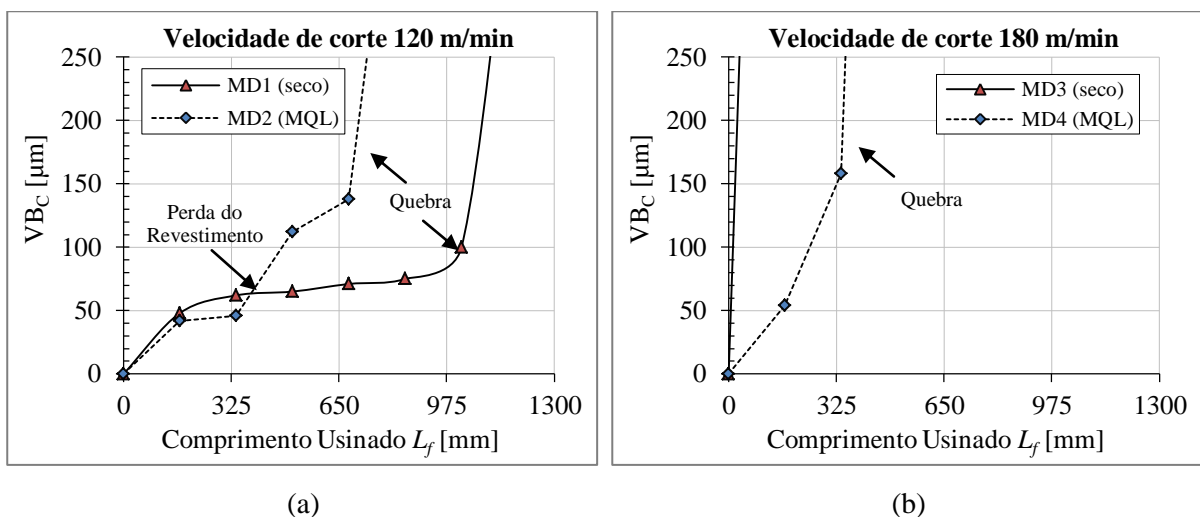 Velocidade de corte 120 m/min
250
200
150
100
50
0
VB_C [µm]
MD1 (seco)
MD2 (MQL)
Perda do
Revestimento
Quebra
0 325 650 975 1300
Comprimento Usinado L_f [mm]
(a)
Velocidade de corte 180 m/min
250
200
150
100
50
0
VB_C [µm]
MD3 (seco)
MD4 (MQL)
Quebra
0 325 650 975 1300
Comprimento Usinado L_f [mm]
(b)